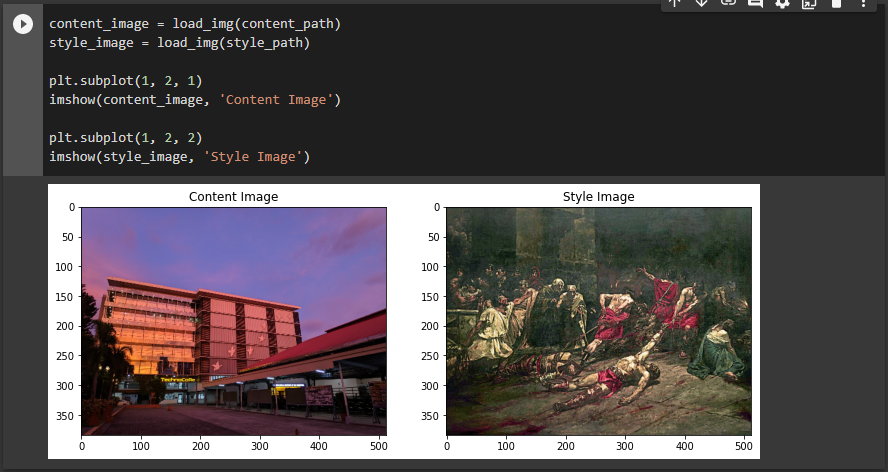 content_image = load_img(content_path)
style_image = load_img(style_path)
plt.subplot(1, 2, 1)
imshow(content_image, 'Content Image')
plt.subplot(1, 2, 2)
imshow(style_image, 'Style Image')
Content Image
0
50
100
150
200
250
300
350
0 100 200 300 400 500
Style Image
0
50
100
150
200
250
300
350
0 100 200 300 400 500